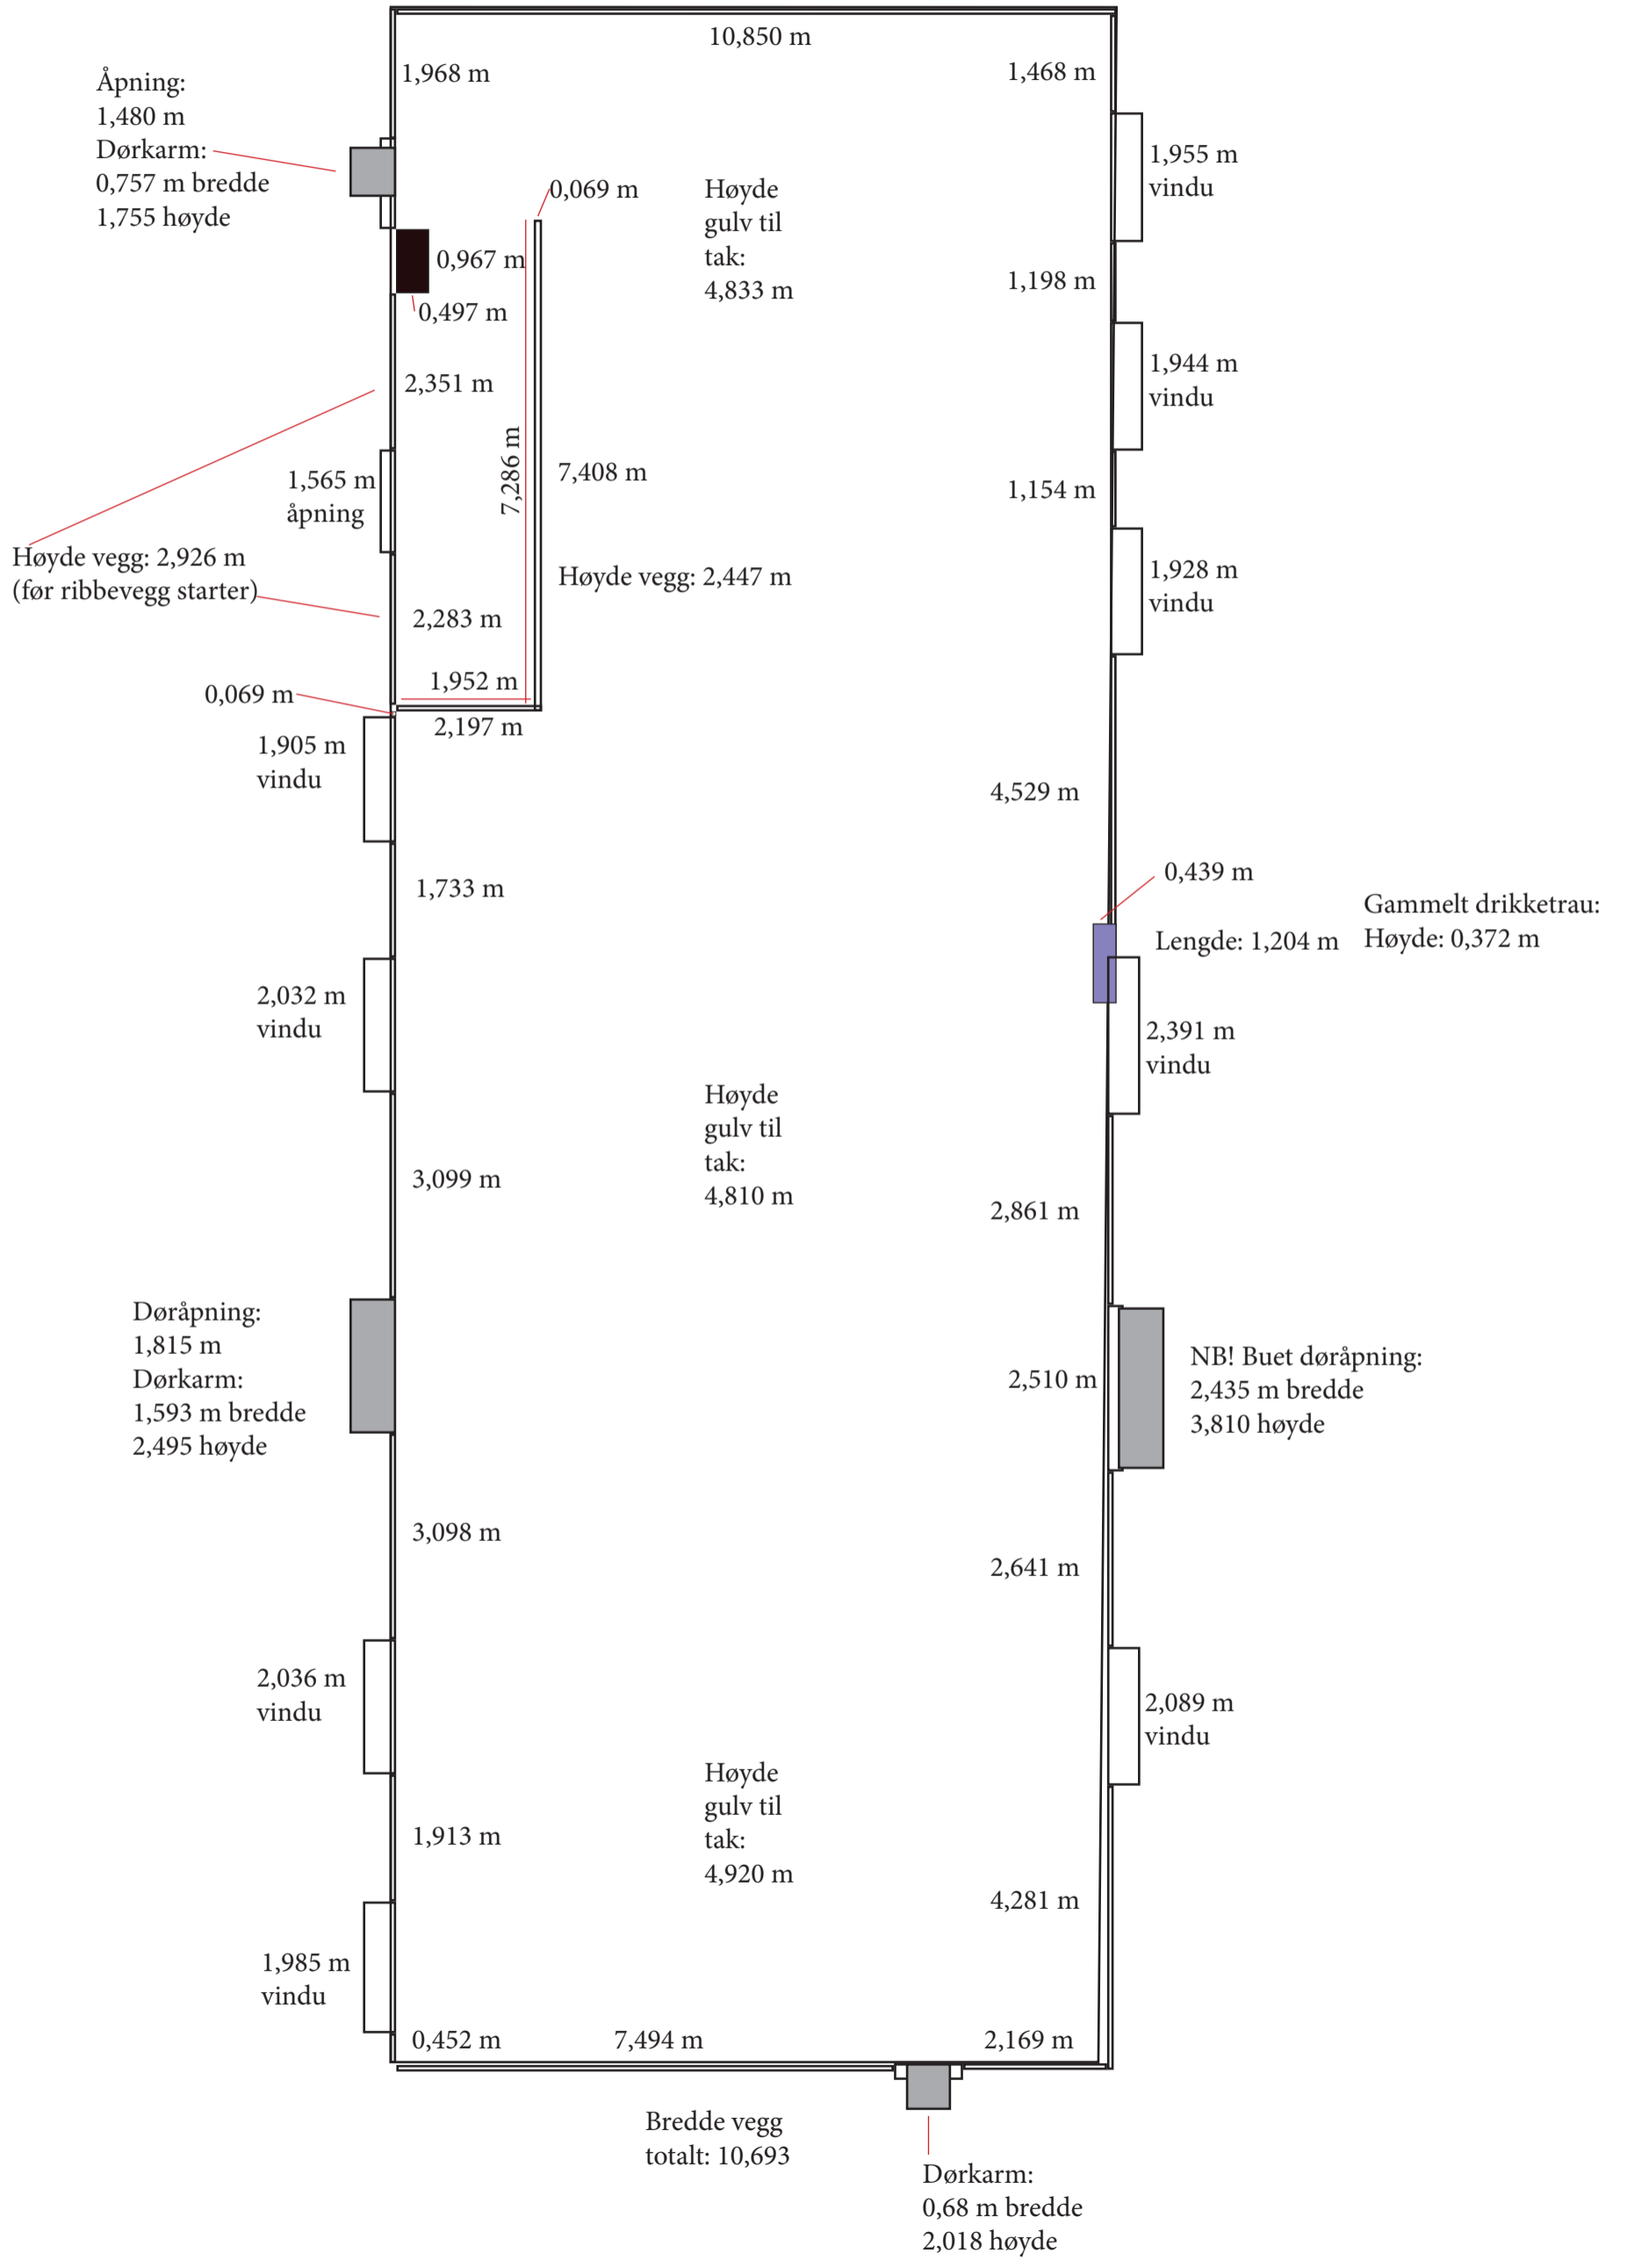 10,850 m
1,968 m
1,468 m
Åpning:
1,480 m
Dørkarm:
0,757 m bredde
1,755 høyde
1,955 m
vindu
0,069 m
Høyde
gulv til
tak:
4,833 m
0,967 m
0,497 m
1,198 m
2,351 m
1,944 m
vindu
7,286 m
7,408 m
1,565 m
åpning
1,154 m
Høyde vegg: 2,926 m
(før ribbevegg starter)
Høyde vegg: 2,447 m
1,928 m
vindu
2,283 m
1,952 m
0,069 m
2,197 m
1,905 m
vindu
4,529 m
1,733 m
0,439 m
Gammelt drikketrau:
Høyde: 0,372 m
Lengde: 1,204 m
2,032 m
vindu
2,391 m
vindu
Høyde
gulv til
tak:
4,810 m
3,099 m
2,861 m
Døråpning:
1,815 m
Dørkarm:
1,593 m bredde
2,495 høyde
2,510 m
NB! Buet døråpning:
2,435 m bredde
3,810 høyde
3,098 m
2,641 m
2,036 m
vindu
2,089 m
vindu
Høyde
gulv til
tak:
4,920 m
1,913 m
4,281 m
1,985 m
vindu
0,452 m
7,494 m
2,169 m
Bredde vegg
totalt: 10,693
Dørkarm:
0,68 m bredde
2,018 høyde